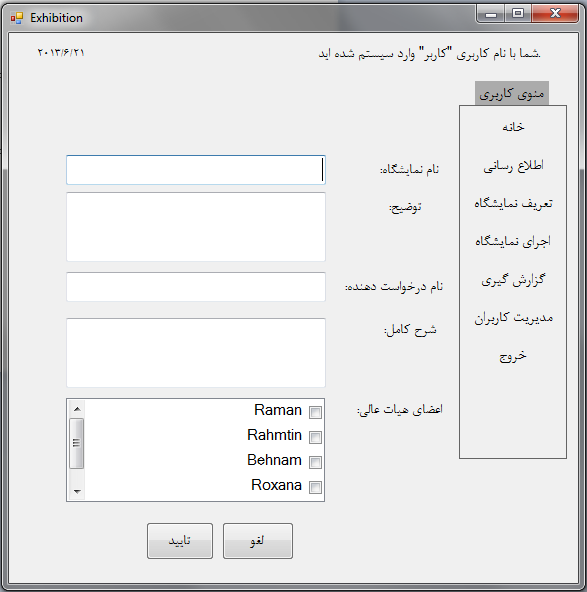 Exhibition
شما با نام کاربری "کاربر" وارد سیستم شده اید.
۲۰۱۳/۶/۲۱
منوی کاربری
خانه
اطلاع رسانی
تعریف نمایشگاه
اجرای نمایشگاه
گزارش گیری
مدیریت کاربران
خروج
نام نمایشگاه:
توضیح:
نام درخواست دهنده:
شرح کامل:
اعضای هیات عالی:
Raman
Rahmtin
Behnam
Roxana
لغو
تایید